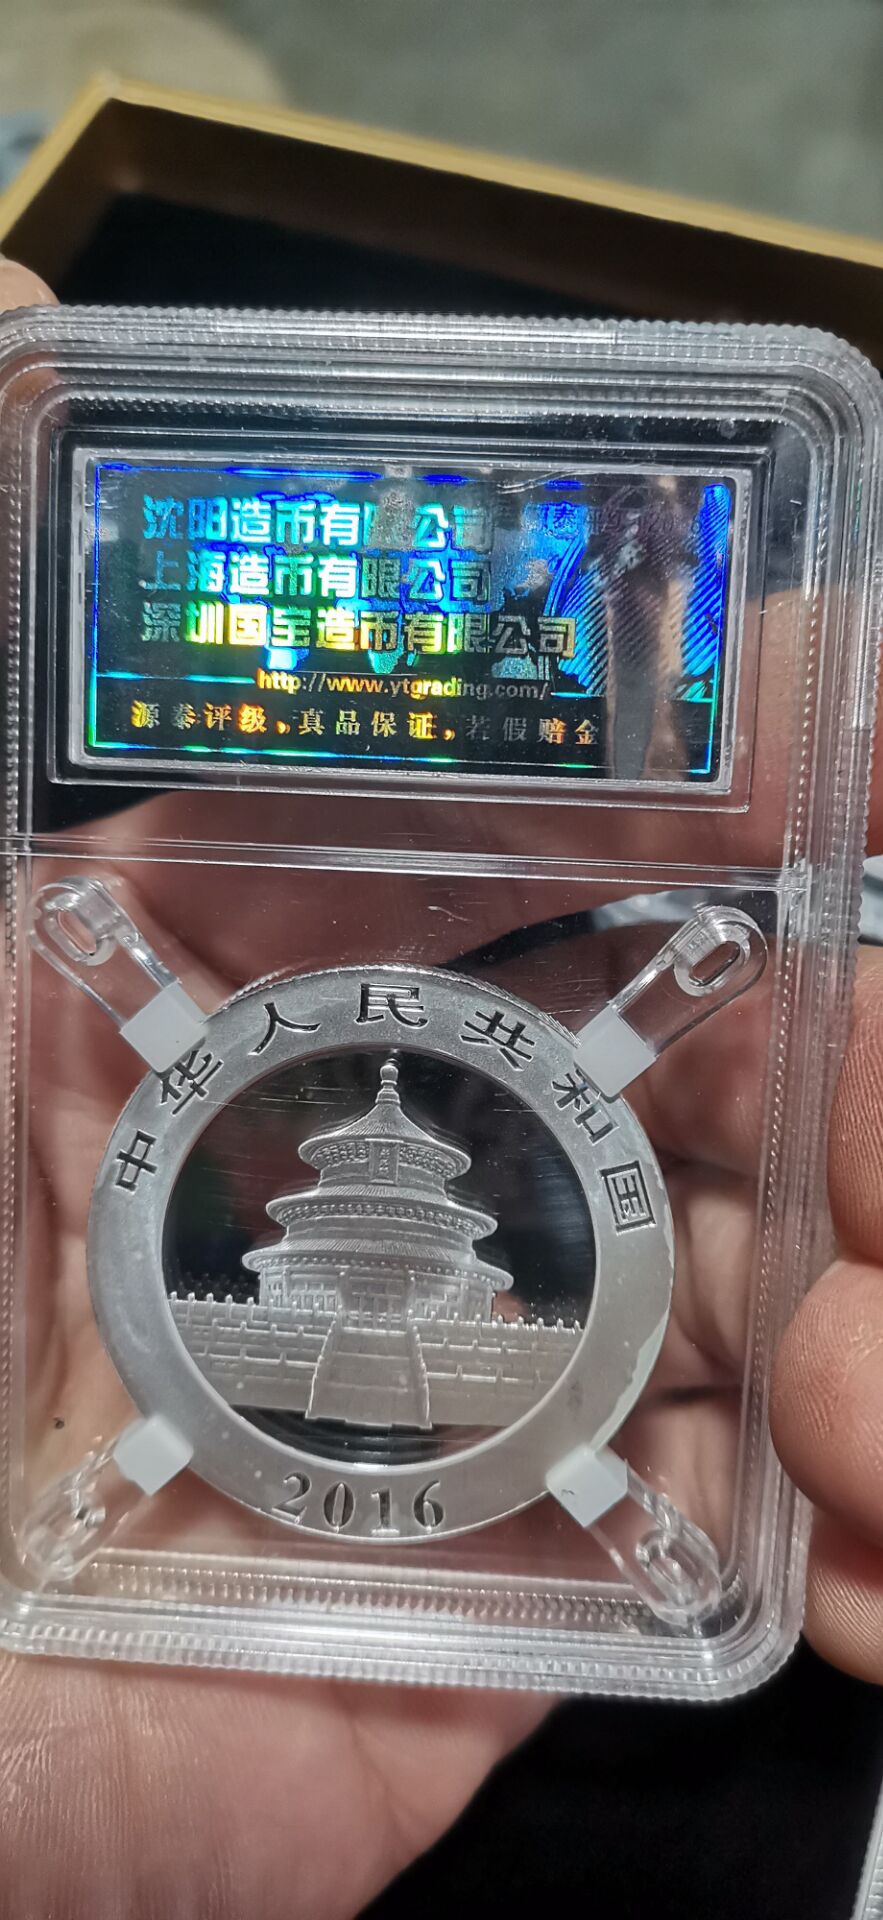 沈阳造币有限公司
上海造币有限公司
深圳国宝造币有限公司
http://www.ytgrading.com/
源泰评级,真品保证,若假赔金
中华人民共和国
2016